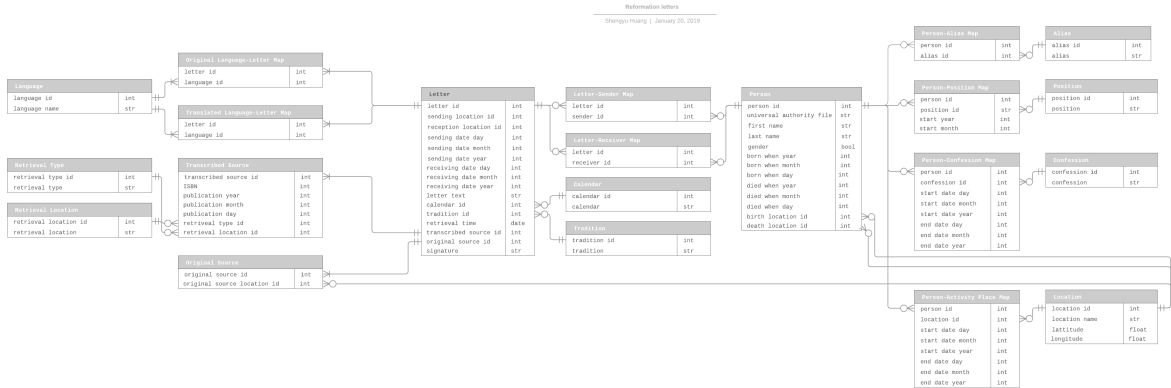 Reformation letters
Shengyu Huang | January 20, 2019
Language
language id int
language name str
Original Language-Letter Map
letter id int
language id int
Translated Language-Letter Map
letter id int
language id int
Retrieval Type
retrieval type id int
retrieval type str
Retrieval Location
retrieval location id int
retrieval location str
Transcribed Source
transcribed source id int
ISBN int
publication year int
publication month int
publication day int
retrieval type id int
retrieval location id int
Original Source
original source id int
original source location id int
Letter
letter id int
sending location id int
reception location id int
sending date day int
sending date month int
sending date year int
receiving date day int
receiving date month int
receiving date year int
letter text str
calendar id int
tradition id int
retrieval time date
transcribed source id int
original source id int
signature str
Letter-Sender Map
letter id int
sender id int
Letter-Receiver Map
letter id int
receiver id int
Calendar
calendar id int
calendar str
Tradition
tradition id int
tradition str
Person
person id int
universal authority file str
first name str
last name str
gender bool
born when year int
born when month int
born when day int
died when year int
died when month int
died when day int
birth location id int
death location id int
Person-Alias Map
person id int
alias id int
Alias
alias id int
alias str
Person-Position Map
person id int
position id str
start year int
start month int
Position
position id int
position str
Person-Confession Map
person id int
confession id int
start date day int
start date month int
start date year int
end date day int
end date month int
end date year int
Confession
confession id int
confession str
Person-Activity Place Map
person id int
location id int
start date day int
start date month int
start date year int
end date day int
end date month int
end date year int
Location
location id int
location name str
lattitude float
longitude float